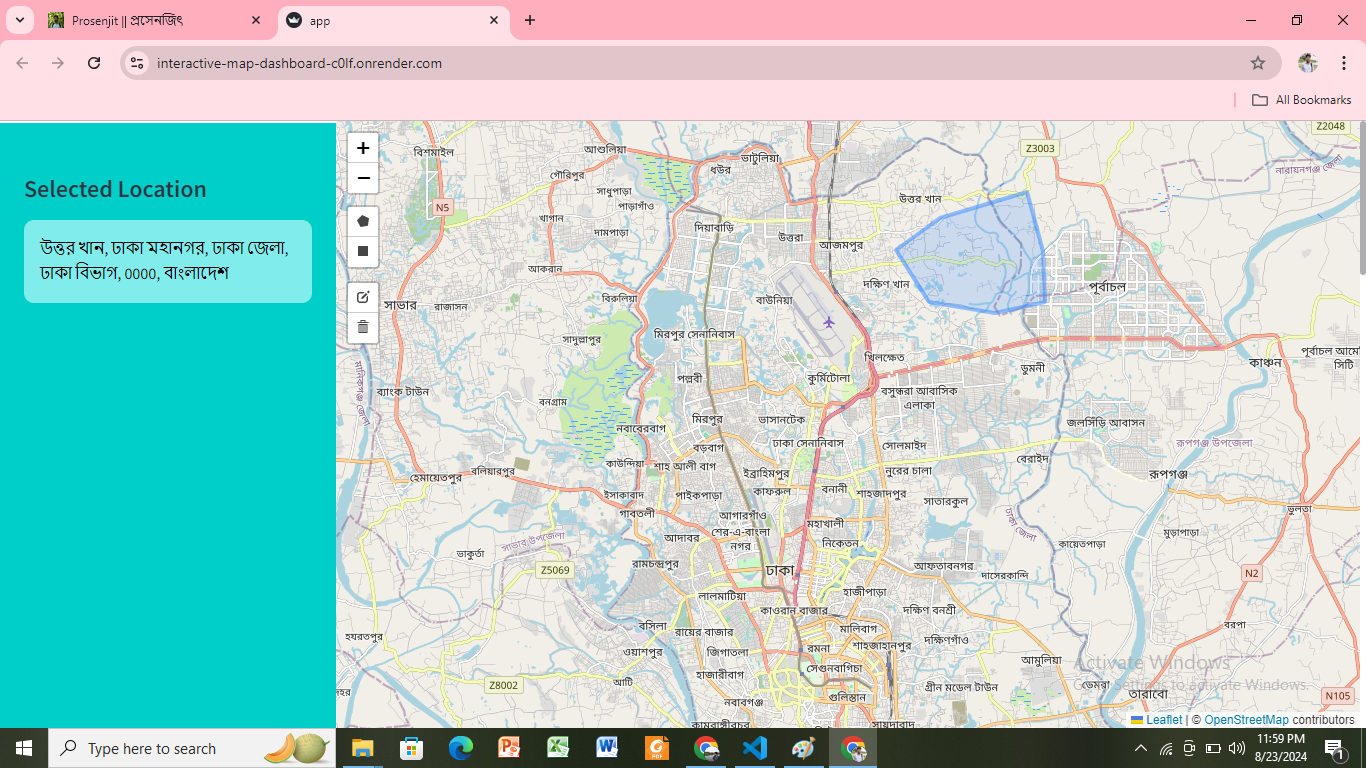 Prosenjit || প্রসেনজিৎ
app
interactive-map-dashboard-c0lf.onrender.com
All Bookmarks
Selected Location
উত্তর খান, ঢাকা মহানগর, ঢাকা জেলা,
ঢাকা বিভাগ, 0000, বাংলাদেশ
+
−
বিশমাইল
আশুলিয়া
ভাটুলিয়া
ধউর
Z3003
Z2048
নারায়ণগঞ্জ জেলা
গৌরিপুর
সাধুপাড়া
পাড়াগাঁও
উত্তর খান
N5
খাগান
দামপাড়া
দিয়াবাড়ি
উত্তরা
আজমপুর
আকরান
দক্ষিণ খান
পূর্বাচল
সাভার
রাজাসন
বিরুলিয়া
বাউনিয়া
মিরপুর সেনানিবাস
সাদুল্লাপুর
খিলক্ষেত
ডুমনী
কাঞ্চন
পূর্বাচল আমে
সিটি
মানিকগঞ্জ জেলা
পল্লবী
কুর্মিটোলা
ব্যাংক টাউন
বনগ্রাম
বসুন্ধরা আবাসিক
এলাকা
মিরপুর
ভাসানটেক
জলসিঁড়ি আবাসন
নবাবেরবাগ
ঢাকা সেনানিবাস
সোলমাইদ
রূপগঞ্জ উপজেলা
বড়বাগ
বেরাইদ
কাউন্দিয়া
শাহ আলী বাগ
ইব্রাহিমপুর
নুরের চালা
রূপগঞ্জ
বলিয়ারপুর
হেমায়েতপুর
ইসাকাবাদ
পাইকপাড়া
কাফরুল
বনানী
শাহজাদপুর
সাতারকুল
ভুলতা
গাবতলী
আগারগাঁও
মহাখালী
ঢাকা জেলা
শের-এ-বাংলা
নগর
মুড়াপাড়া
আদাবর
নিকেতন
কায়েতপাড়া
সাভার উপজেলা
ভাকুর্তা
Z5069
রামচন্দ্রপুর
ঢাকা
আফতাবনগর
দাসেরকান্দি
N2
লালমাটিয়া
হাজীপাড়া
কাওরান বাজার
দক্ষিণ বনশ্রী
বসিলা
রায়ের বাজার
মালিবাগ
বরপা
হযরতপুর
ওয়াশপুর
জিগাতলা
রমনা
শাহজাহানপুর
দক্ষিণগাঁও
আমুলিয়া
হাজারীবাগ
সেগুনবাগিচা
Activate Windows
Z8002
আটি
গ্রীন মডেল টাউন
ডেমরা
Settings to activate Windows.
নবাবগঞ্জ
গুলিস্তান
তারাবো
N105
Leaflet | © OpenStreetMap contributors
Type here to search
11:59 PM
8/23/2024
1